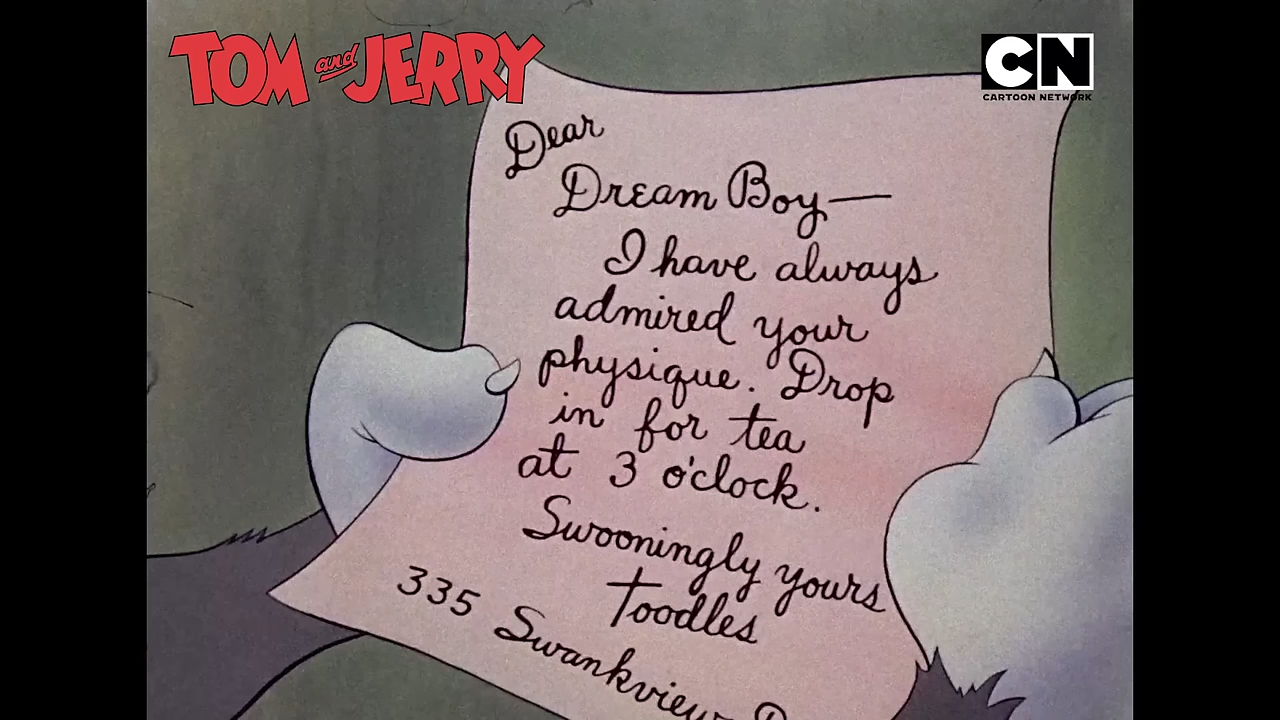 TOM and JERRY
CN
CARTOON NETWORK
Dear
Dream Boy—
I have always
admired your
physique. Drop
in for tea
at 3 o'clock.
Swooningly yours
Toodles
335 Swankview